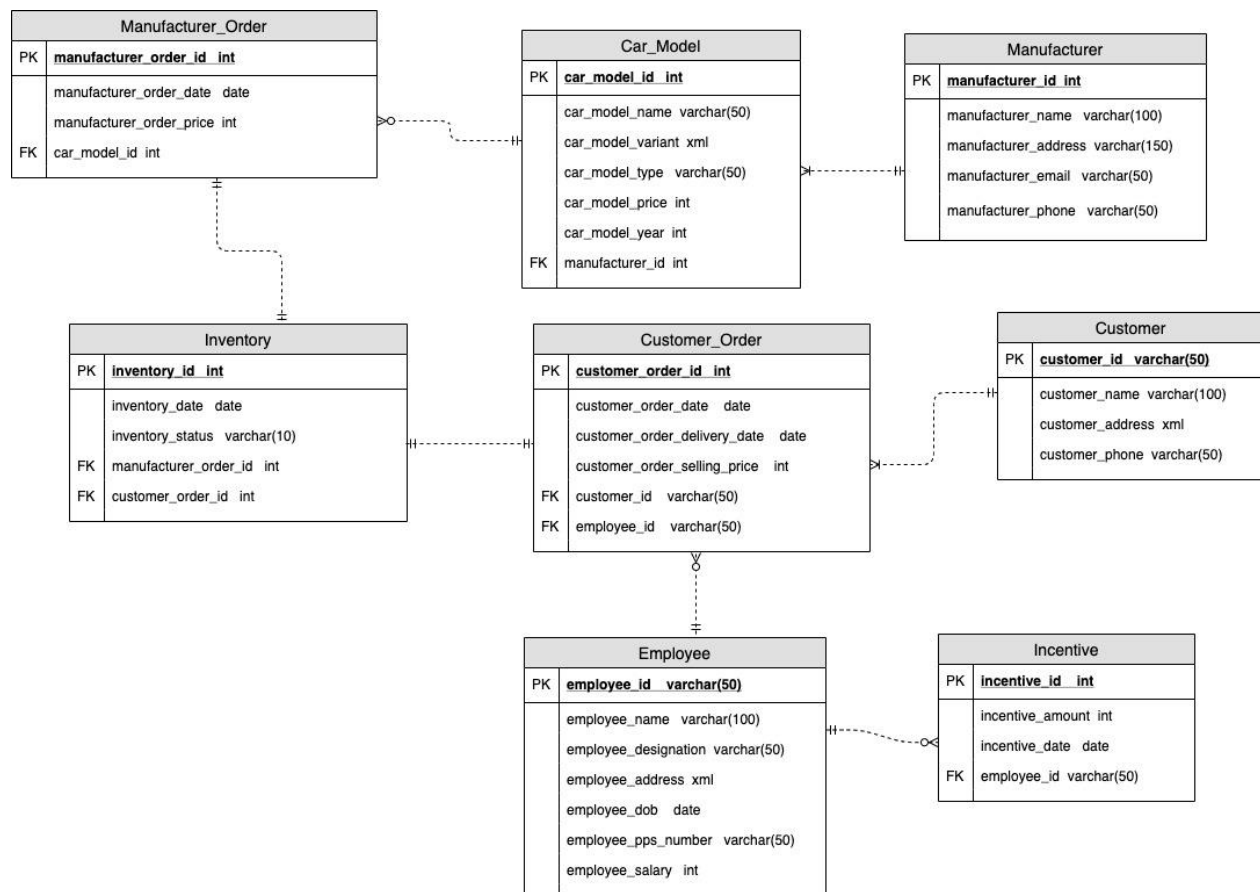 Manufacturer_Order
PK manufacturer_order_id int
manufacturer_order_date date
manufacturer_order_price int
FK car_model_id int
Car_Model
PK car_model_id int
car_model_name varchar(50)
car_model_variant xml
car_model_type varchar(50)
car_model_price int
car_model_year int
FK manufacturer_id int
Manufacturer
PK manufacturer_id int
manufacturer_name varchar(100)
manufacturer_address varchar(150)
manufacturer_email varchar(50)
manufacturer_phone varchar(50)
Inventory
PK inventory_id int
inventory_date date
inventory_status varchar(10)
FK manufacturer_order_id int
FK customer_order_id int
Customer_Order
PK customer_order_id int
customer_order_date date
customer_order_delivery_date date
customer_order_selling_price int
FK customer_id varchar(50)
FK employee_id varchar(50)
Customer
PK customer_id varchar(50)
customer_name varchar(100)
customer_address xml
customer_phone varchar(50)
Employee
PK employee_id varchar(50)
employee_name varchar(100)
employee_designation varchar(50)
employee_address xml
employee_dob date
employee_pps_number varchar(50)
employee_salary int
Incentive
PK incentive_id int
incentive_amount int
incentive_date date
FK employee_id varchar(50)